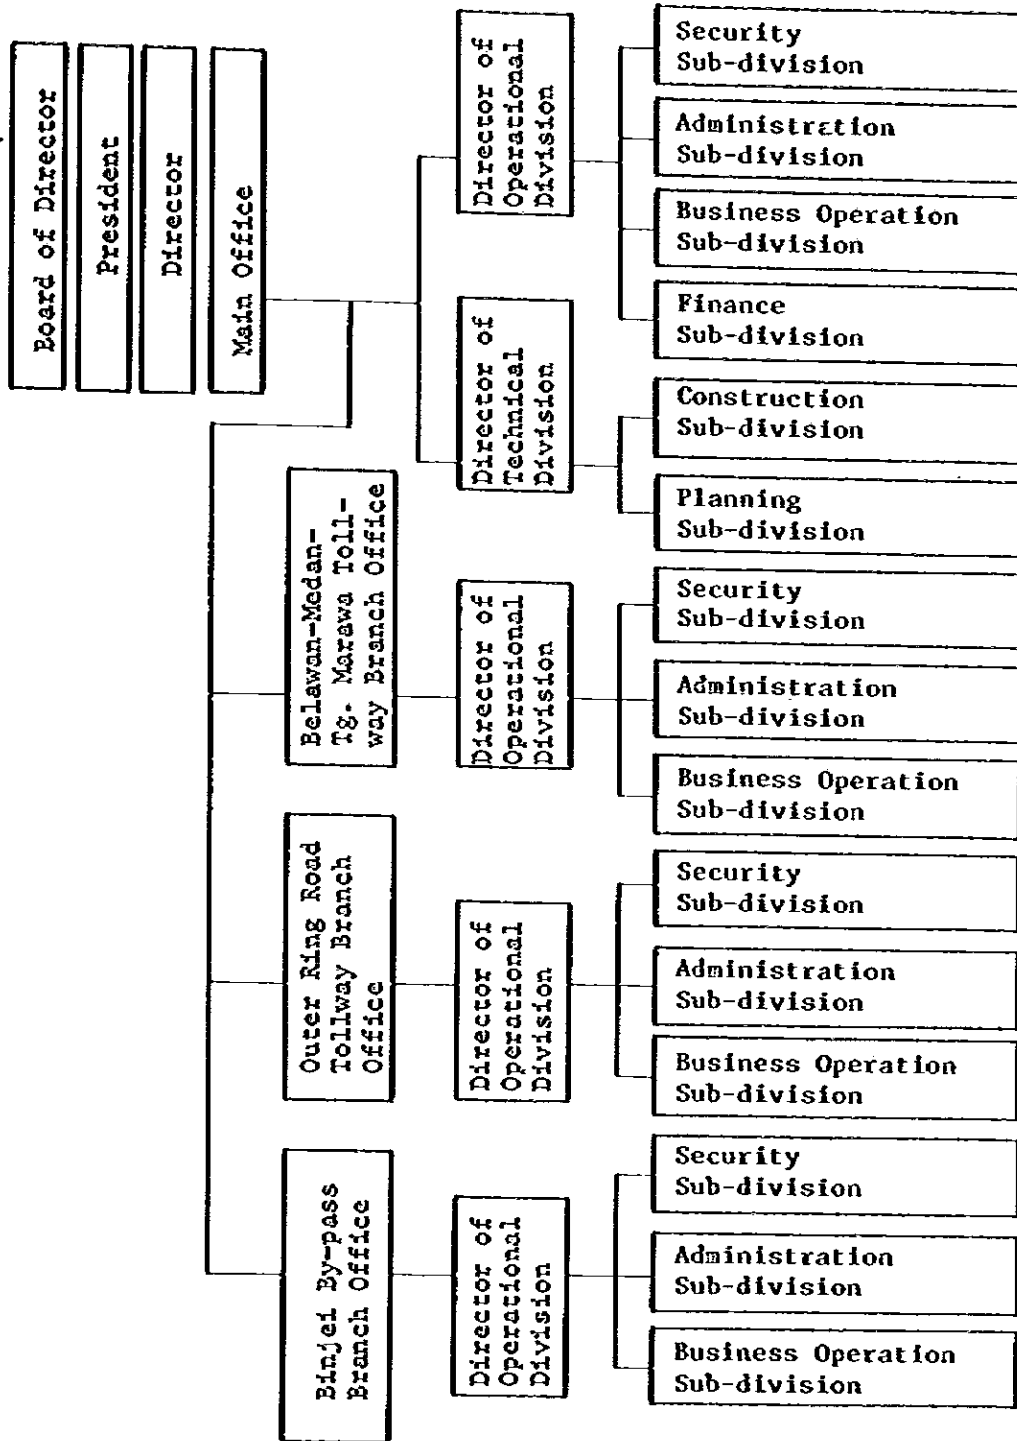 Board of Director
President
Director
Main Office
Director of
Operational
Division
Security
Sub-division
Administration
Sub-division
Business Operation
Sub-division
Finance
Sub-division
Director of
Technical
Division
Construction
Sub-division
Planning
Sub-division
Belawan-Medan-
Tg. Marawa Toll-
way Branch Office
Director of
Operational
Division
Security
Sub-division
Administration
Sub-division
Business Operation
Sub-division
Outer Ring Road
Tollway Branch
Office
Director of
Operational
Division
Security
Sub-division
Administration
Sub-division
Business Operation
Sub-division
Binjei By-pass
Branch Office
Director of
Operational
Division
Security
Sub-division
Administration
Sub-division
Business Operation
Sub-division